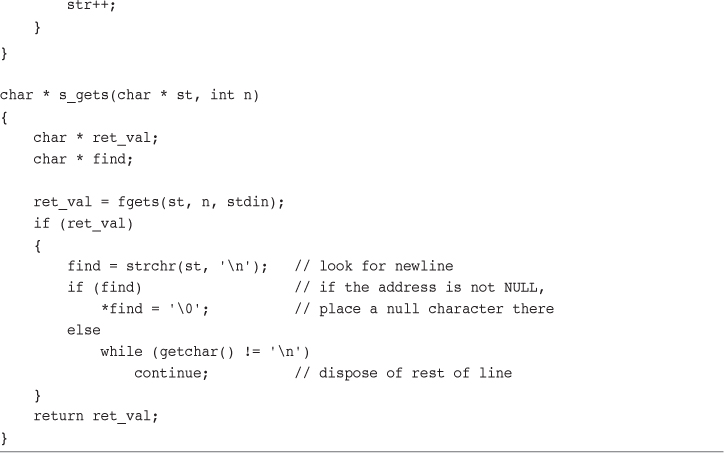 str++;
    }
}
char * s_gets(char * st, int n)
{
    char * ret_val;
    char * find;
    ret_val = fgets(st, n, stdin);
    if (ret_val)
    {
        find = strchr(st, '\n');   // look for newline
        if (find)                  // if the address is not NULL,
            *find = '\0';          // place a null character there
        else
            while (getchar() != '\n')
                continue;          // dispose of rest of line
    }
    return ret_val;
}